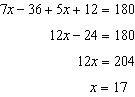 7x − 36 + 5x + 12 = 180
12x − 24 = 180
12x = 204
x = 17